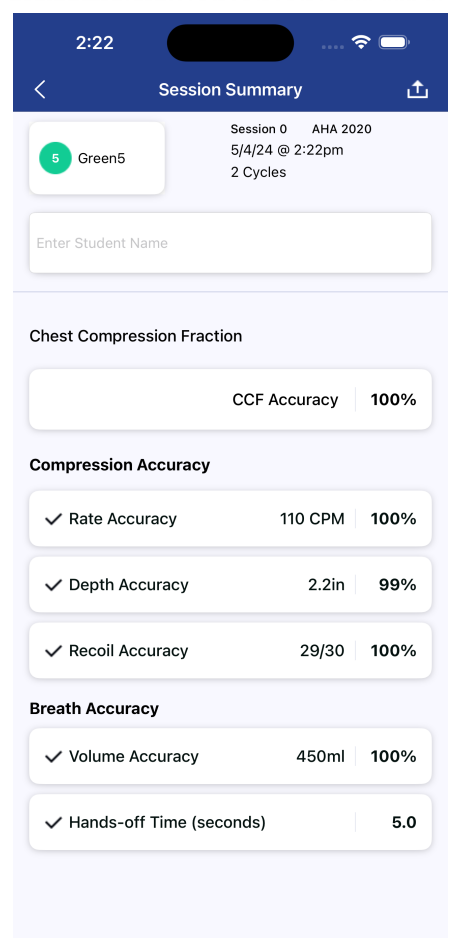 2:22
Session Summary
5 Green5
Session 0 AHA 2020
5/4/24 @ 2:22pm
2 Cycles
Enter Student Name
Chest Compression Fraction
CCF Accuracy 100%
Compression Accuracy
Rate Accuracy 110 CPM 100%
Depth Accuracy 2.2in 99%
Recoil Accuracy 29/30 100%
Breath Accuracy
Volume Accuracy 450ml 100%
Hands-off Time (seconds) 5.0